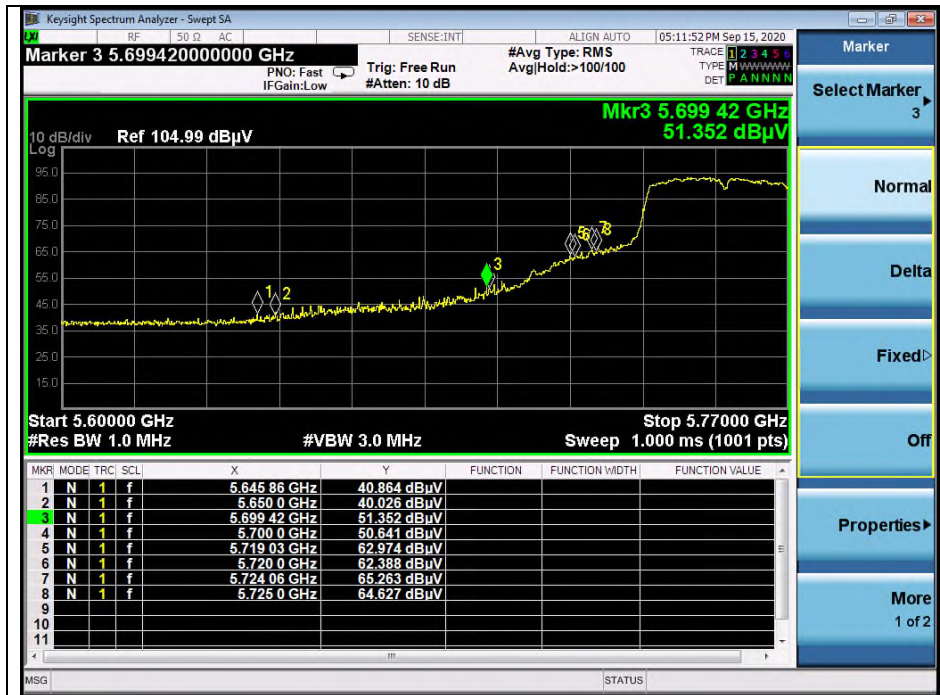 Keysight Spectrum Analyzer - Swept SA
LXI RF 50 Ω AC SENSE:INT ALIGN AUTO 05:11:52 PM Sep 15, 2020
Marker 3 5.699420000000 GHz
PNO: Fast
IFGain:Low
Trig: Free Run
#Atten: 10 dB
#Avg Type: RMS
Avg|Hold:>100/100
TRACE 1 2 3 4 5 6
TYPE M WWWWW
DET P A N N N N
Mkr3 5.699 42 GHz
51.352 dBµV
10 dB/div Ref 104.99 dBµV
Log
95.0
85.0
75.0
65.0
55.0
45.0
35.0
25.0
15.0
1
2
3
5
6
7
8
Start 5.60000 GHz Stop 5.77000 GHz
#Res BW 1.0 MHz #VBW 3.0 MHz Sweep 1.000 ms (1001 pts)
MKR MODE TRC SCL X Y FUNCTION FUNCTION WIDTH FUNCTION VALUE
1 N 1 f 5.645 86 GHz 40.864 dBµV
2 N 1 f 5.650 0 GHz 40.026 dBµV
3 N 1 f 5.699 42 GHz 51.352 dBµV
4 N 1 f 5.700 0 GHz 50.641 dBµV
5 N 1 f 5.719 03 GHz 62.974 dBµV
6 N 1 f 5.720 0 GHz 62.388 dBµV
7 N 1 f 5.724 06 GHz 65.263 dBµV
8 N 1 f 5.725 0 GHz 64.627 dBµV
9
10
11
MSG STATUS
Marker
Select Marker
3
Normal
Delta
Fixed
Off
Properties
More
1 of 2